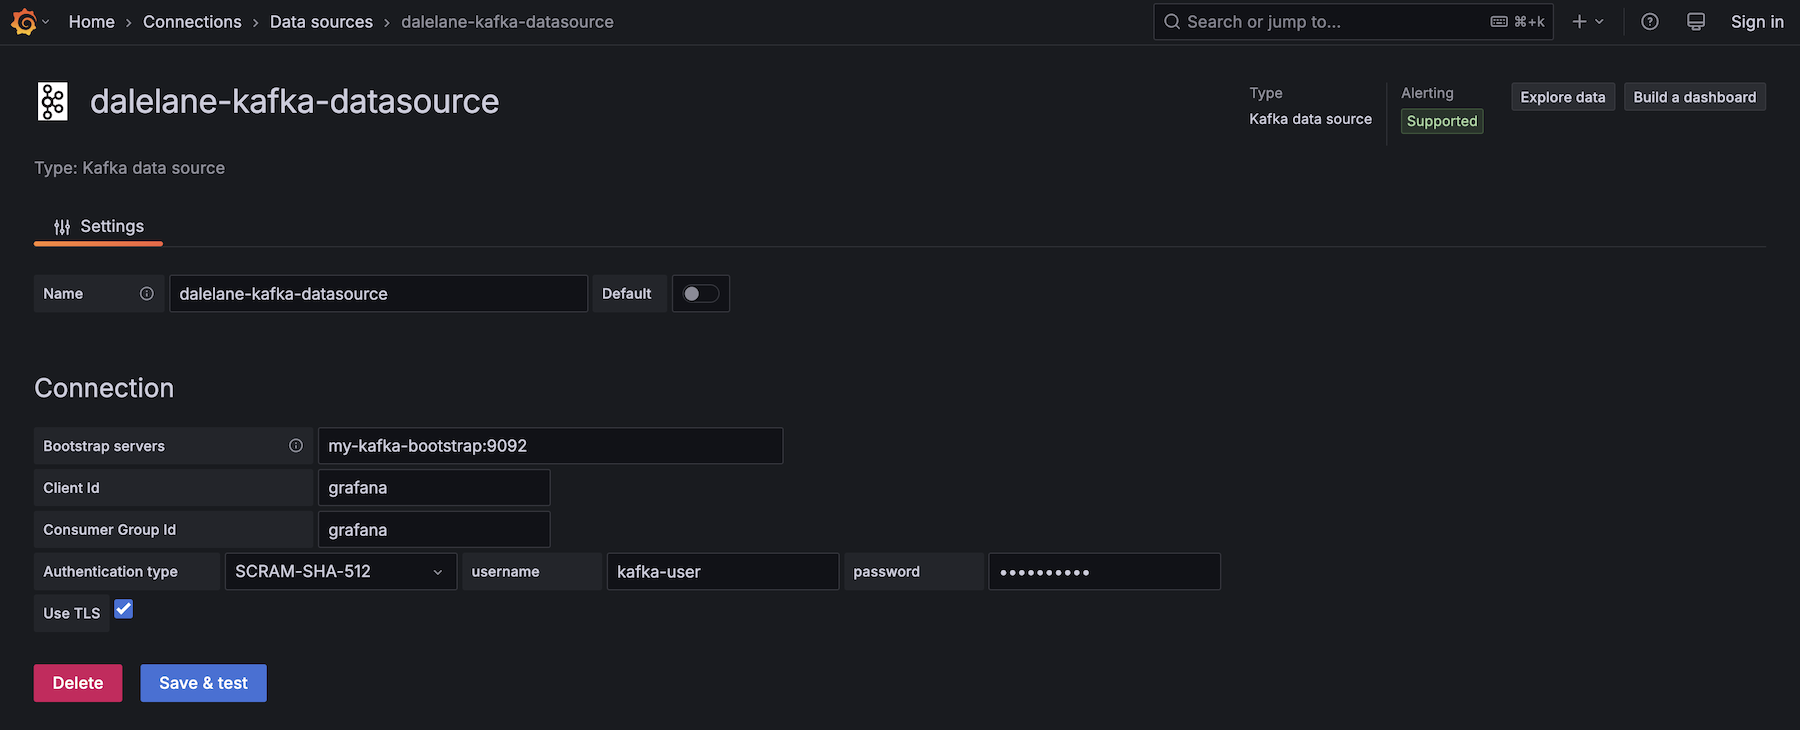 Home › Connections › Data sources › dalelane-kafka-datasource
Search or jump to... ⌘+k
Sign in
dalelane-kafka-datasource
Type
Kafka data source
Alerting
Supported
Explore data
Build a dashboard
Type: Kafka data source
Settings
Name dalelane-kafka-datasource Default
Connection
Bootstrap servers my-kafka-bootstrap:9092
Client Id grafana
Consumer Group Id grafana
Authentication type SCRAM-SHA-512 username kafka-user password ••••••••••
Use TLS
Delete Save & test